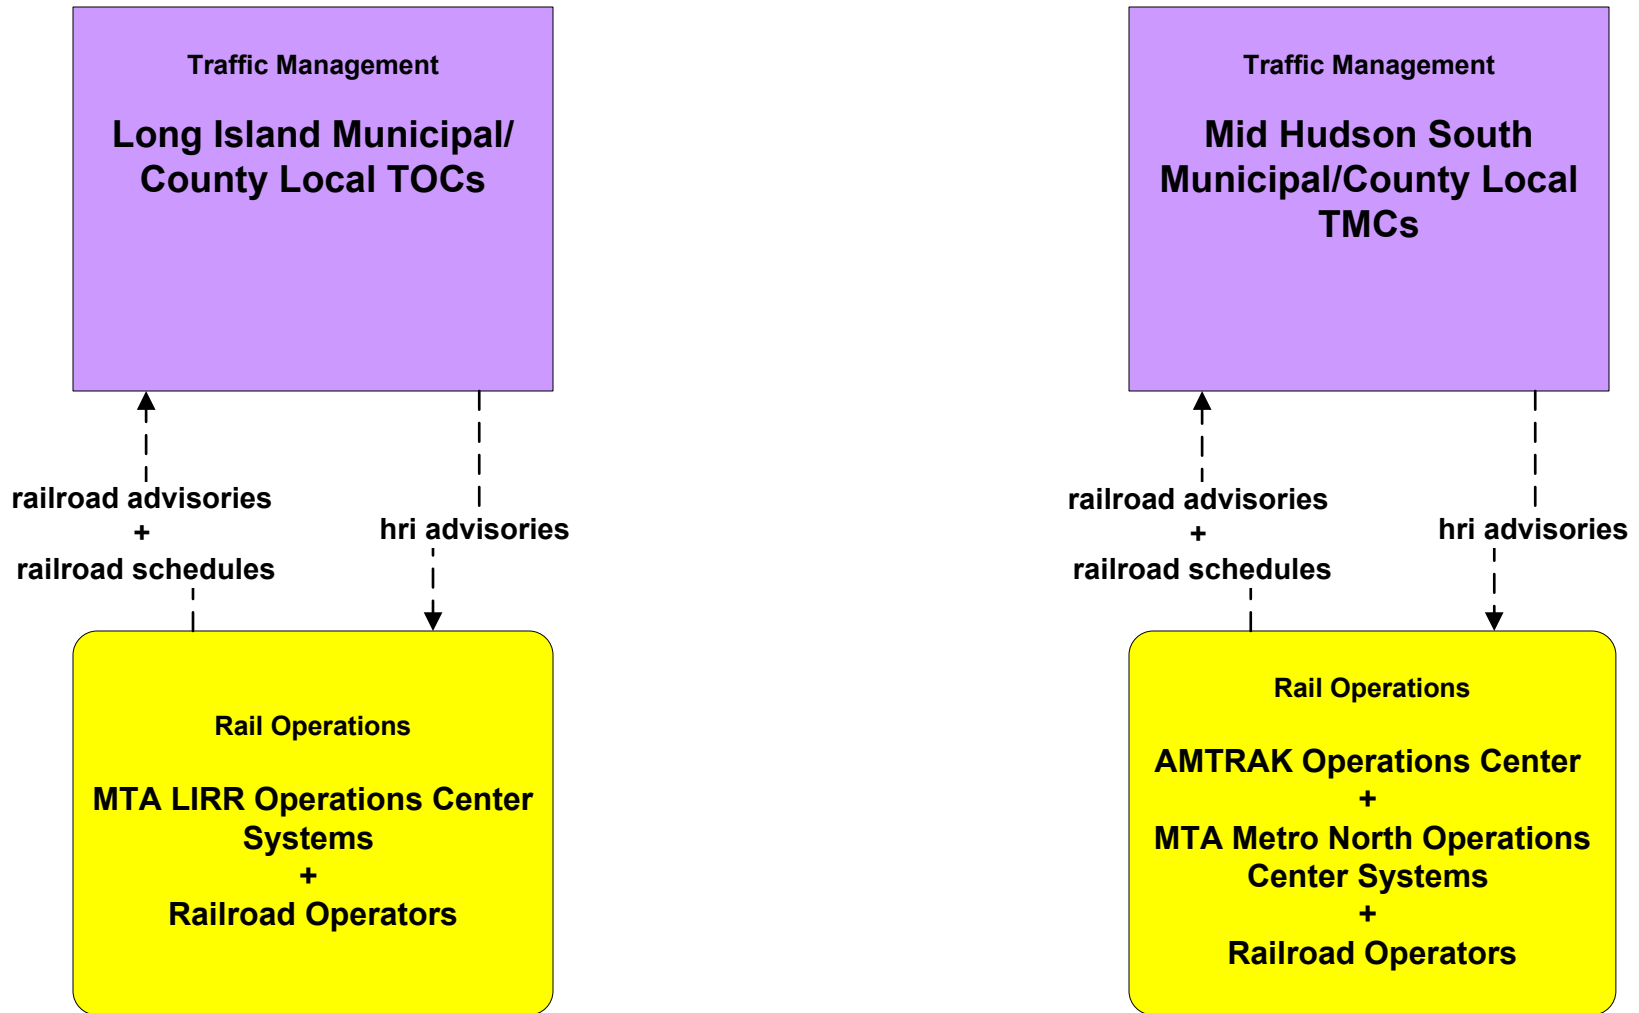 Traffic Management
Long Island Municipal/
County Local TOCs
railroad advisories
+
railroad schedules
hri advisories
Rail Operations
MTA LIRR Operations Center
Systems
+
Railroad Operators
Traffic Management
Mid Hudson South
Municipal/County Local
TMCs
railroad advisories
+
railroad schedules
hri advisories
Rail Operations
AMTRAK Operations Center
+
MTA Metro North Operations
Center Systems
+
Railroad Operators